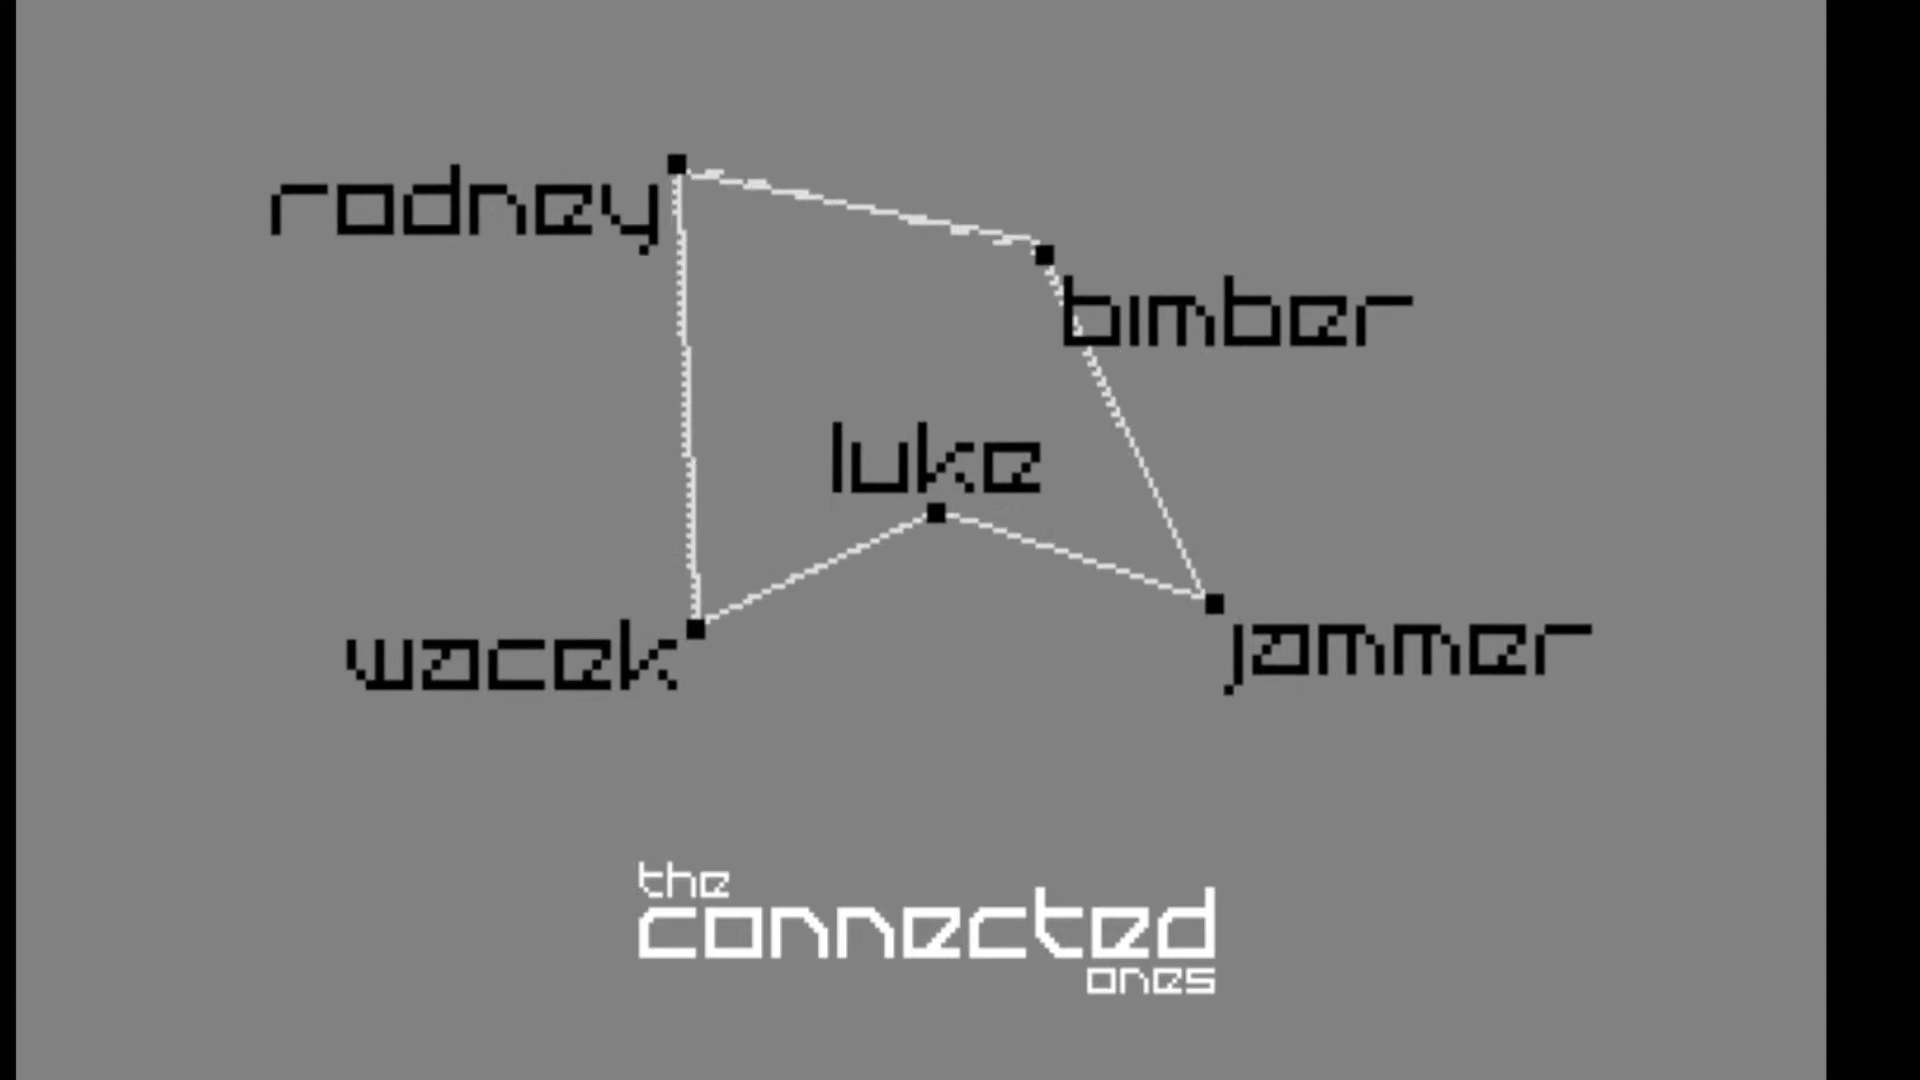 rodney
bimber
luke
wacek
jammer
the
connected
ones